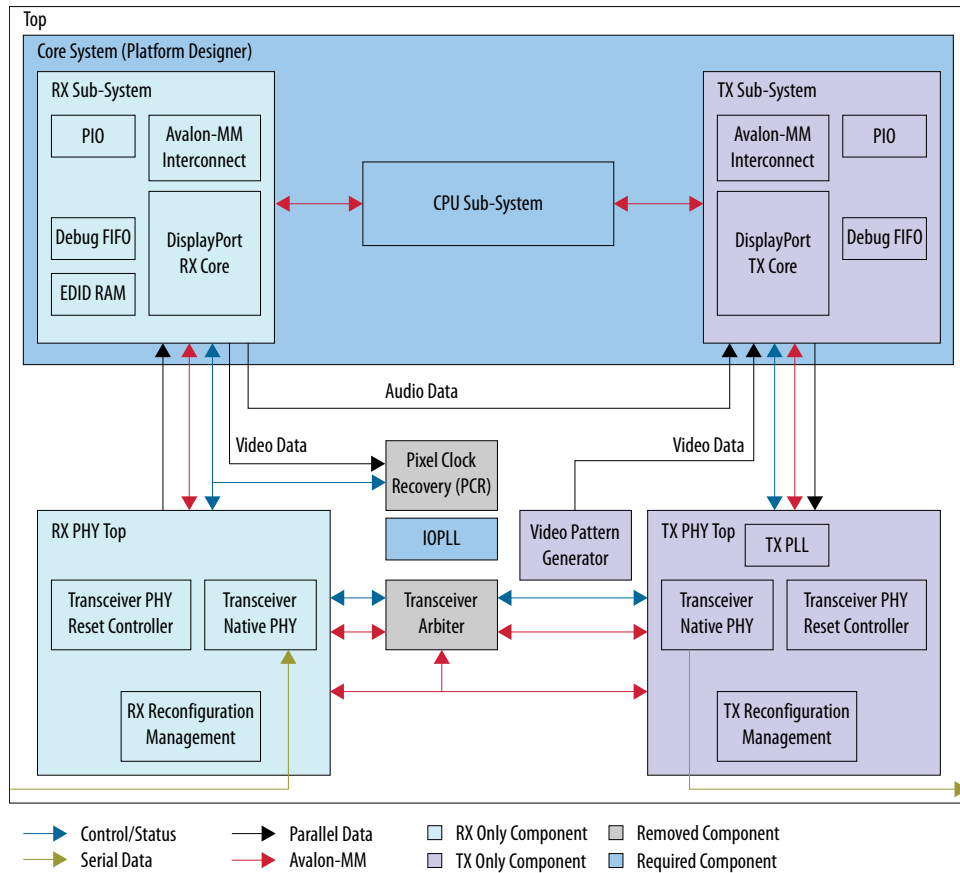 Top
Core System (Platform Designer)
RX Sub-System
PIO
Avalon-MM
Interconnect
Debug FIFO
DisplayPort
RX Core
EDID RAM
CPU Sub-System
TX Sub-System
Avalon-MM
Interconnect
PIO
DisplayPort
TX Core
Debug FIFO
Audio Data
Video Data
Pixel Clock
Recovery (PCR)
Video Data
IOPLL
Video Pattern
Generator
RX PHY Top
Transceiver PHY
Reset Controller
Transceiver
Native PHY
RX Reconfiguration
Management
Transceiver
Arbiter
TX PHY Top
TX PLL
Transceiver
Native PHY
Transceiver PHY
Reset Controller
TX Reconfiguration
Management
Control/Status
Parallel Data
RX Only Component
Removed Component
Serial Data
Avalon-MM
TX Only Component
Required Component